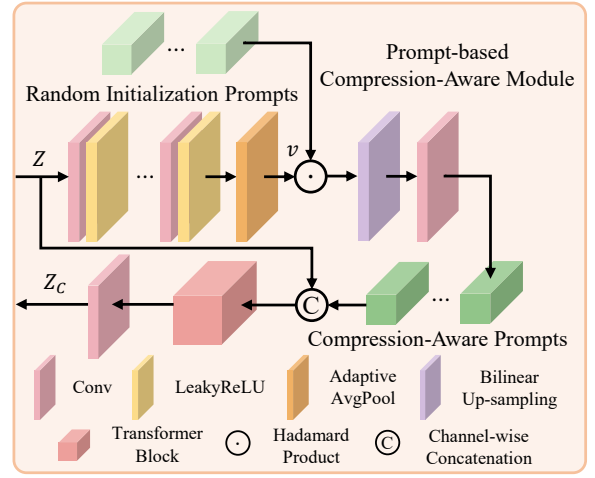 ...
Prompt-based
Compression-Aware Module
Random Initialization Prompts
Z
...
v
·
Z_C
C
...
Compression-Aware Prompts
Conv
LeakyReLU
Adaptive
AvgPool
Bilinear
Up-sampling
Transformer
Block
·
Hadamard
Product
C
Channel-wise
Concatenation